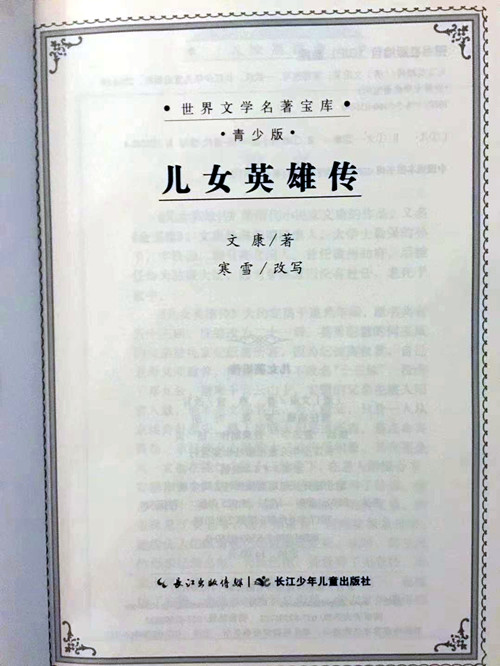 ·世界文学名著宝库·
·青少版·
儿女英雄传
文康/著
寒雪/改写
长江出版传媒 长江少年儿童出版社